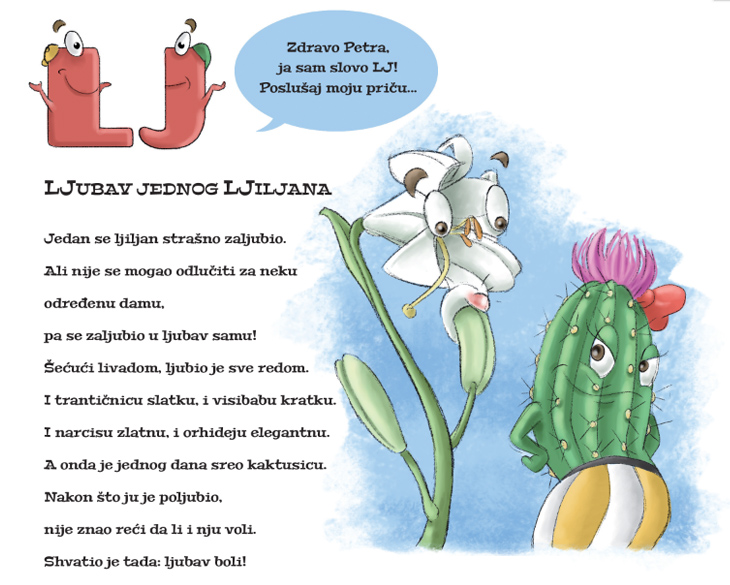 LJ
Zdravo Petra,
ja sam slovo LJ!
Poslušaj moju priču...
LJUBAV JEDNOG LJILJANA
Jedan se ljiljan strašno zaljubio.
Ali nije se mogao odlučiti za neku
određenu damu,
pa se zaljubio u ljubav samu!
Šećući livadom, ljubio je sve redom.
I trantičnicu slatku, i visibabu kratku.
I narcisu zlatnu, i orhideju elegantnu.
A onda je jednog dana sreo kaktusicu.
Nakon što ju je poljubio,
nije znao reći da li i nju voli.
Shvatio je tada: ljubav boli!